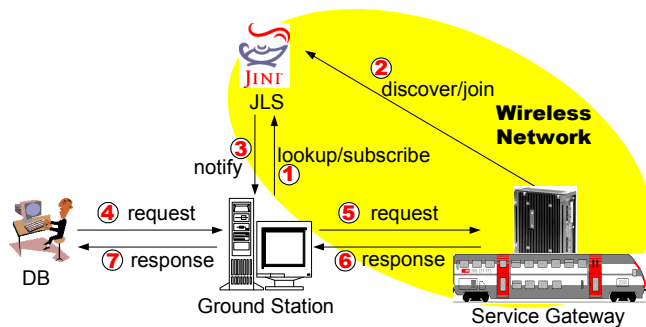 JINI
JLS
2
discover/join
Wireless
Network
3
notify
1
lookup/subscribe
4 request
5 request
7 response
6 response
DB
Ground Station
Service Gateway